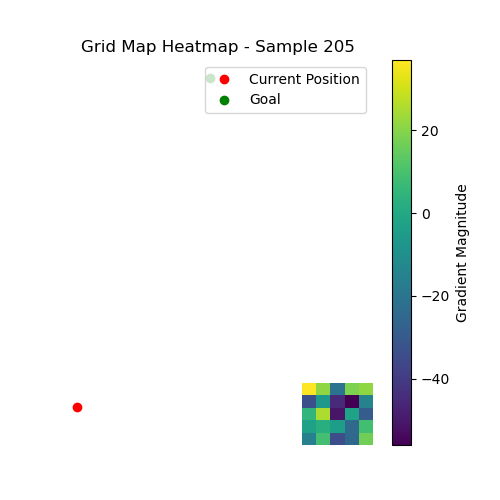 Grid Map Heatmap - Sample 205
Current Position
Goal
20
0
−20
−40
Gradient Magnitude